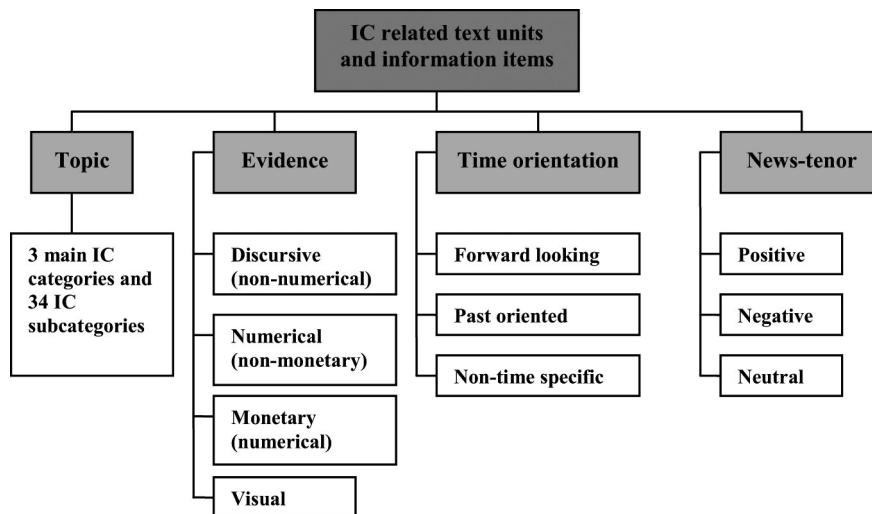 IC related text units
and information items
Topic
Evidence
Time orientation
News-tenor
3 main IC
categories and
34 IC
subcategories
Discursive
(non-numerical)
Numerical
(non-monetary)
Monetary
(numerical)
Visual
Forward looking
Past oriented
Non-time specific
Positive
Negative
Neutral